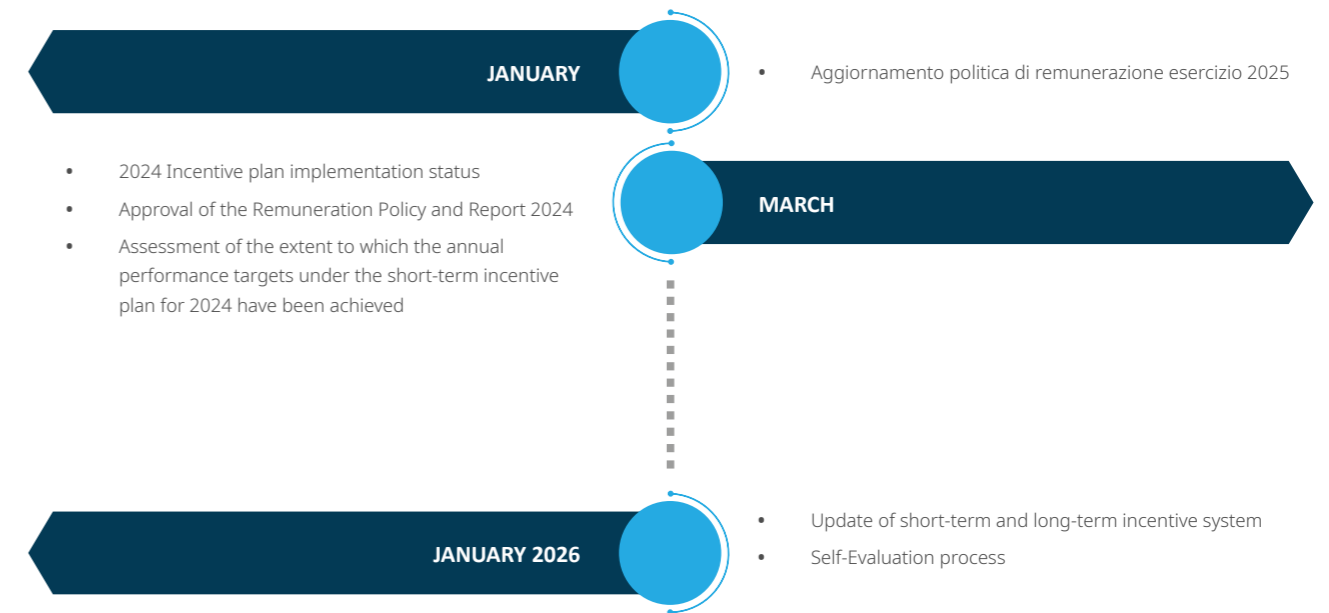 JANUARY
• Aggiornamento politica di remunerazione esercizio 2025
• 2024 Incentive plan implementation status
• Approval of the Remuneration Policy and Report 2024
• Assessment of the extent to which the annual
performance targets under the short-term incentive
plan for 2024 have been achieved
MARCH
JANUARY 2026
• Update of short-term and long-term incentive system
• Self-Evaluation process